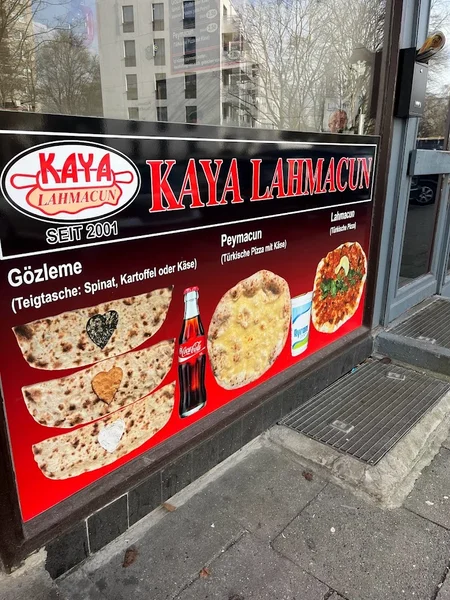 KAYA
LAHMACUN
SEIT 2001
KAYA LAHMACUN
Gözleme
(Teigtasche: Spinat, Kartoffel oder Käse)
Peymacun
(Türkische Pizza mit Käse)
Lahmacun
(Türkische Pizza)
Coca-Cola